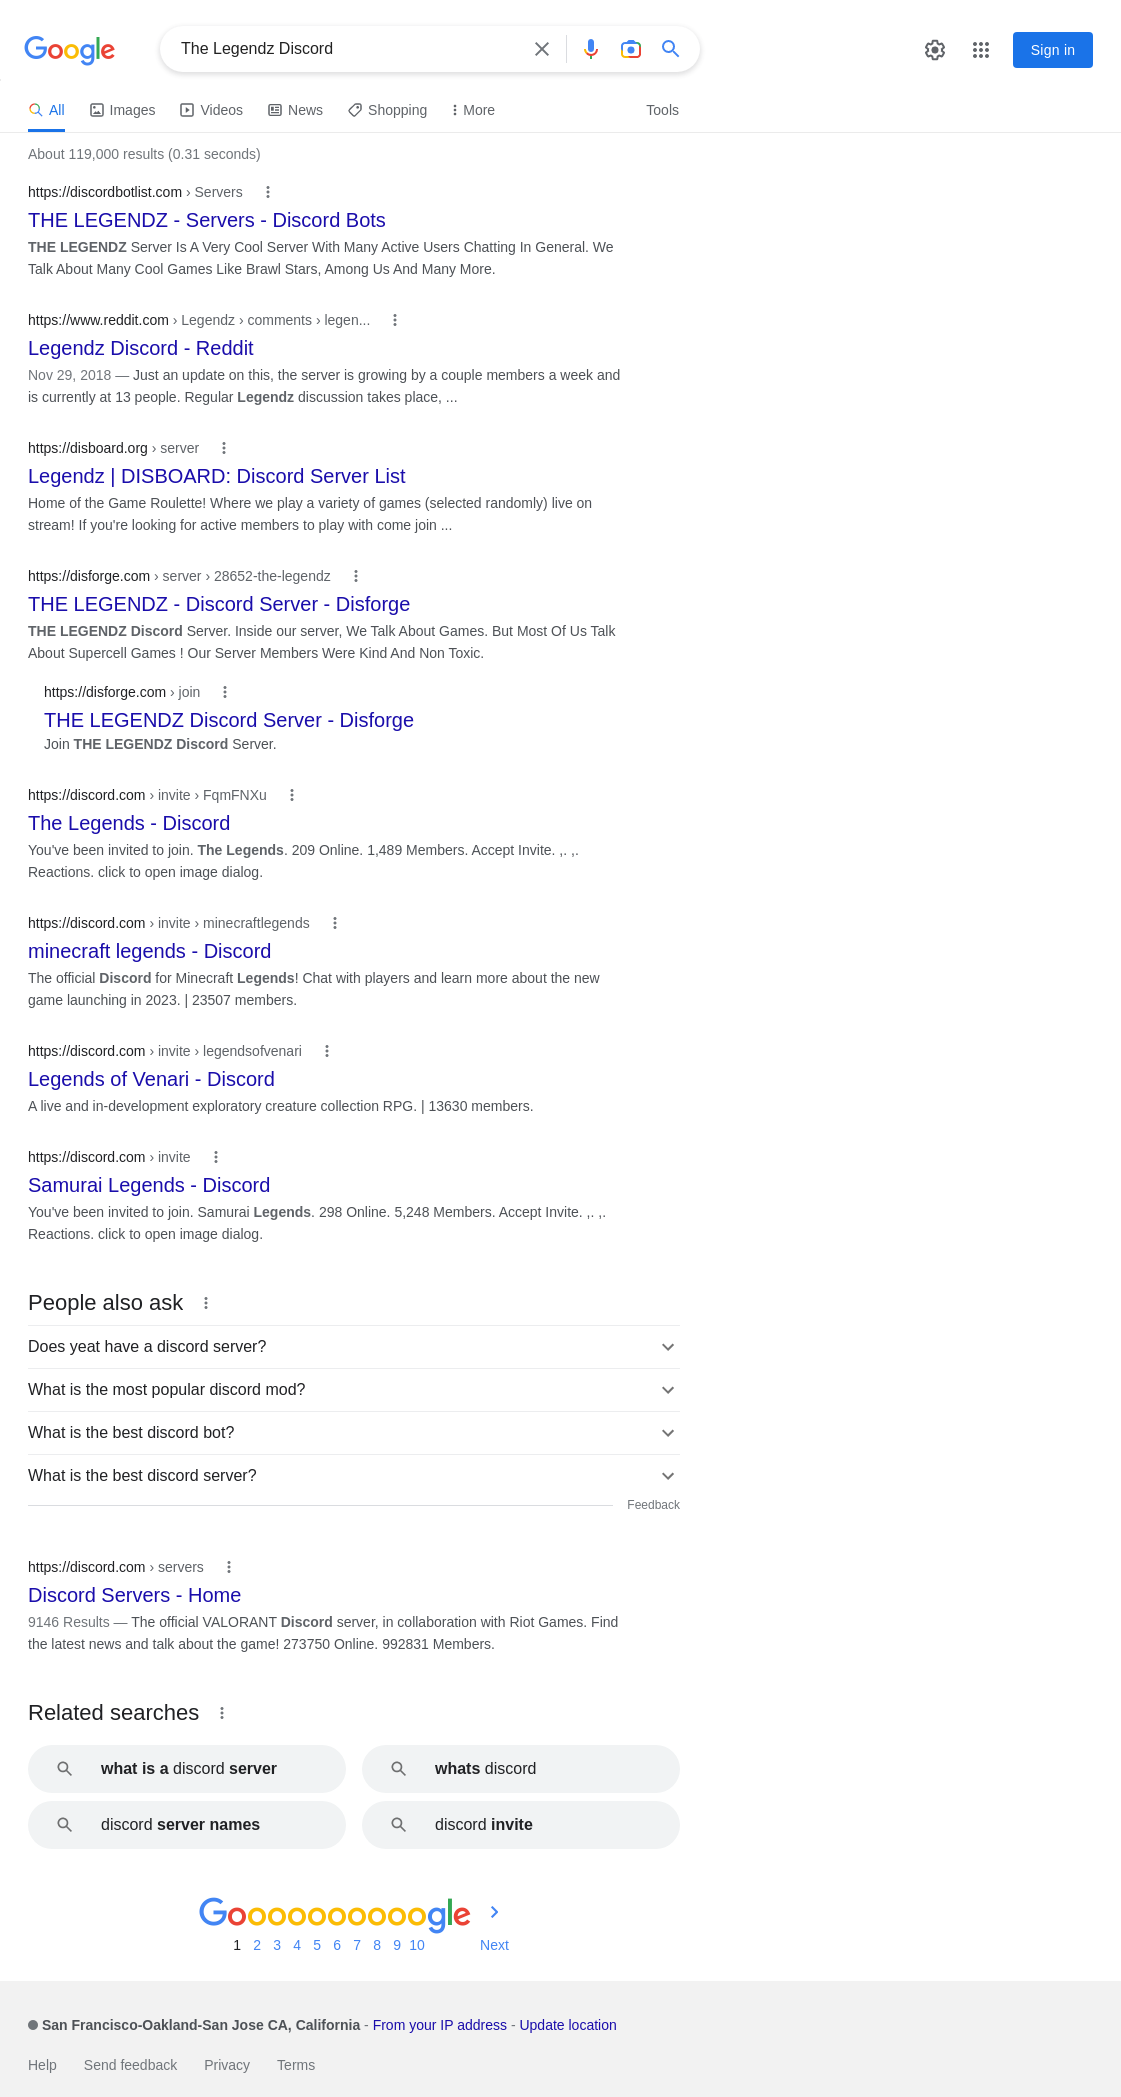 Google
The Legendz Discord
Sign in
All Images Videos News Shopping More Tools
About 119,000 results (0.31 seconds)
https://discordbotlist.com › Servers
THE LEGENDZ - Servers - Discord Bots
THE LEGENDZ Server Is A Very Cool Server With Many Active Users Chatting In General. We
Talk About Many Cool Games Like Brawl Stars, Among Us And Many More.
https://www.reddit.com › Legendz › comments › legen...
Legendz Discord - Reddit
Nov 29, 2018 — Just an update on this, the server is growing by a couple members a week and
is currently at 13 people. Regular Legendz discussion takes place, ...
https://disboard.org › server
Legendz | DISBOARD: Discord Server List
Home of the Game Roulette! Where we play a variety of games (selected randomly) live on
stream! If you're looking for active members to play with come join ...
https://disforge.com › server › 28652-the-legendz
THE LEGENDZ - Discord Server - Disforge
THE LEGENDZ Discord Server. Inside our server, We Talk About Games. But Most Of Us Talk
About Supercell Games ! Our Server Members Were Kind And Non Toxic.
https://disforge.com › join
THE LEGENDZ Discord Server - Disforge
Join THE LEGENDZ Discord Server.
https://discord.com › invite › FqmFNXu
The Legends - Discord
You've been invited to join. The Legends. 209 Online. 1,489 Members. Accept Invite. ,. ,.
Reactions. click to open image dialog.
https://discord.com › invite › minecraftlegends
minecraft legends - Discord
The official Discord for Minecraft Legends! Chat with players and learn more about the new
game launching in 2023. | 23507 members.
https://discord.com › invite › legendsofvenari
Legends of Venari - Discord
A live and in-development exploratory creature collection RPG. | 13630 members.
https://discord.com › invite
Samurai Legends - Discord
You've been invited to join. Samurai Legends. 298 Online. 5,248 Members. Accept Invite. ,. ,.
Reactions. click to open image dialog.
People also ask
Does yeat have a discord server?
What is the most popular discord mod?
What is the best discord bot?
What is the best discord server?
Feedback
https://discord.com › servers
Discord Servers - Home
9146 Results — The official VALORANT Discord server, in collaboration with Riot Games. Find
the latest news and talk about the game! 273750 Online. 992831 Members.
Related searches
what is a discord server
whats discord
discord server names
discord invite
Goooooooooogle
1 2 3 4 5 6 7 8 9 10 Next
San Francisco-Oakland-San Jose CA, California - From your IP address - Update location
Help Send feedback Privacy Terms